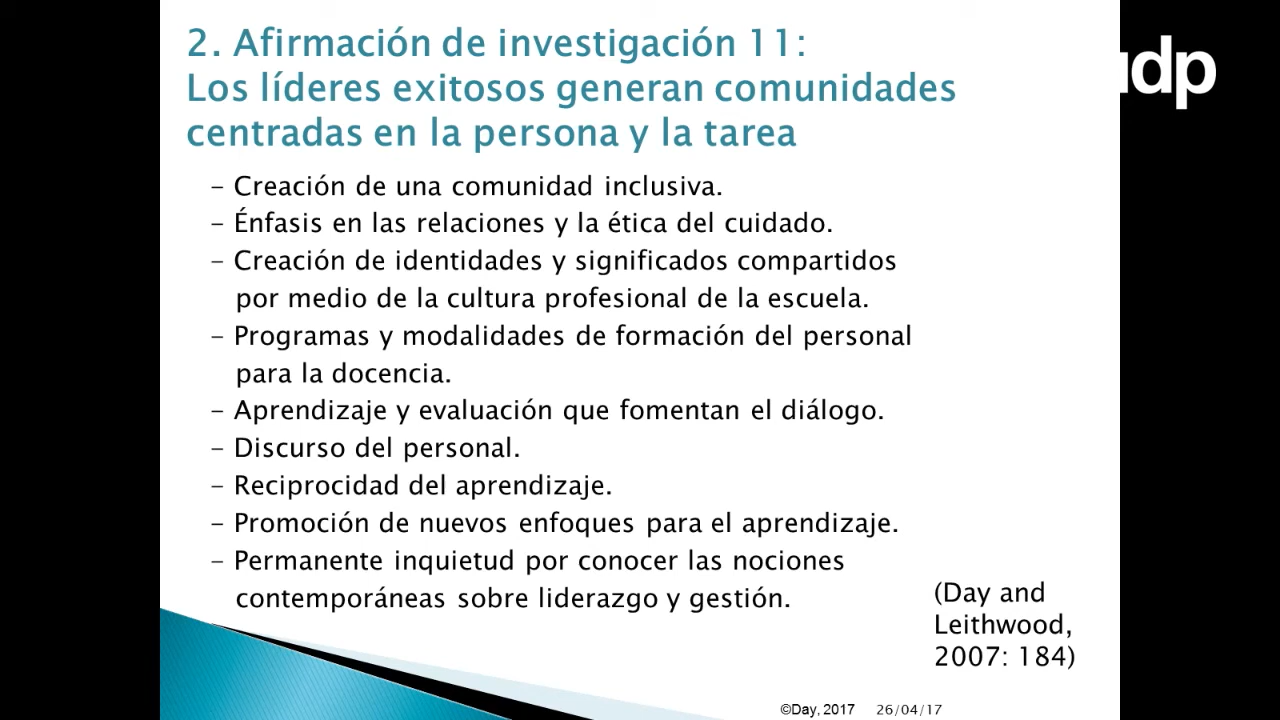 2. Afirmación de investigación 11:
Los líderes exitosos generan comunidades
centradas en la persona y la tarea
udp
– Creación de una comunidad inclusiva.
– Énfasis en las relaciones y la ética del cuidado.
– Creación de identidades y significados compartidos
por medio de la cultura profesional de la escuela.
– Programas y modalidades de formación del personal
para la docencia.
– Aprendizaje y evaluación que fomentan el diálogo.
– Discurso del personal.
– Reciprocidad del aprendizaje.
– Promoción de nuevos enfoques para el aprendizaje.
– Permanente inquietud por conocer las nociones
contemporáneas sobre liderazgo y gestión.
(Day and
Leithwood,
2007: 184)
©Day, 2017 26/04/17